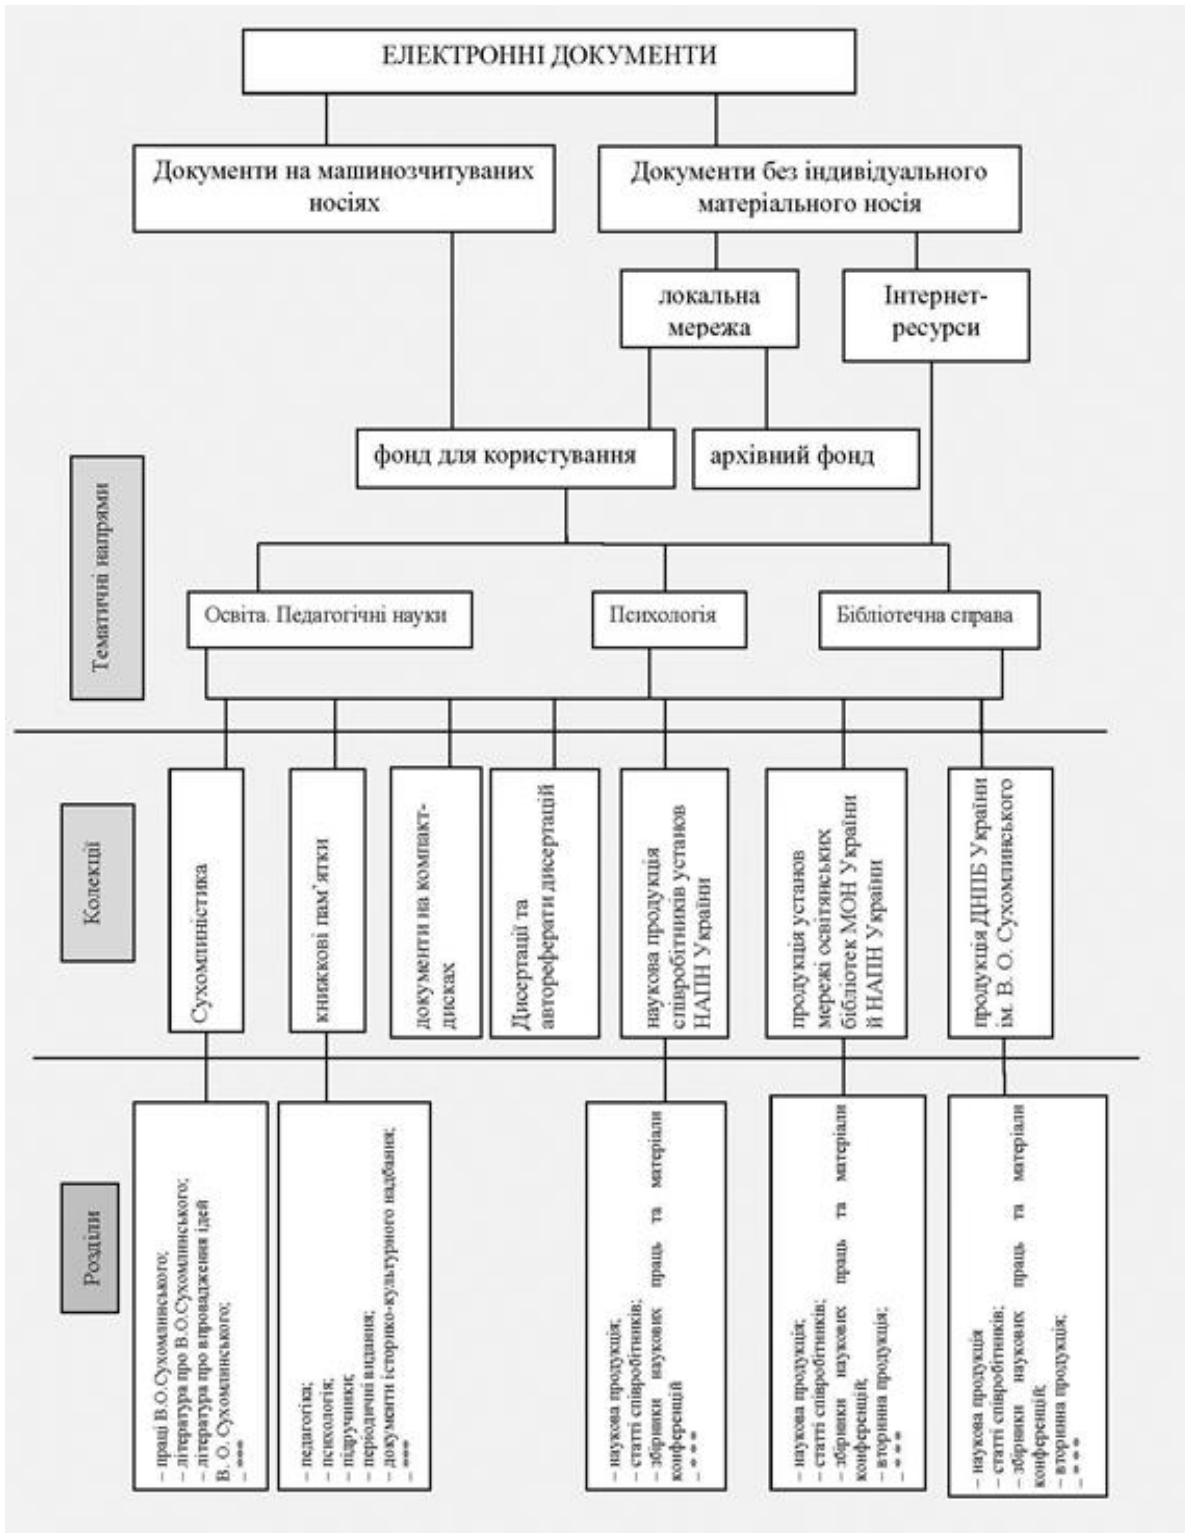 ЕЛЕКТРОННІ ДОКУМЕНТИ
Документи на машинозчитуваних
носіях
Документи без індивідуального
матеріального носія
локальна
мережа
Інтернет-
ресурси
фонд для користування
архівний фонд
Тематичні напрями
Освіта. Педагогічні науки
Психологія
Бібліотечна справа
Колекції
Сухомлиністика
книжкові пам’ятки
документи на компакт-
дисках
Дисертації та
автореферати дисертацій
наукова продукція
співробітників установ
НАПН України
продукція установ
мережі освітянських
бібліотек МОН України
й НАПН України
продукція ДНПБ України
ім. В. О. Сухомливського
Розділи
– праці В.О.Сухомлинського;
– література про В.О.Сухомлинського;
– література про впровадження ідей
В. О. Сухомлинського;
– ***
– педагогіка;
– психологія;
– підручники;
– періодичні видання;
– документи історико-культурного надбання;
– ***
– наукова продукція;
– статті співробітників;
– збірники наукових праць та матеріали
конференцій
– * * *
– наукова продукція;
– статті співробітників;
– збірники наукових праць та матеріали
конференцій;
– вторинна продукція;
– * * *
– наукова продукція
– статті співробітників;
– збірники наукових праць та матеріали
конференцій;
– вторинна продукція;
– * * *